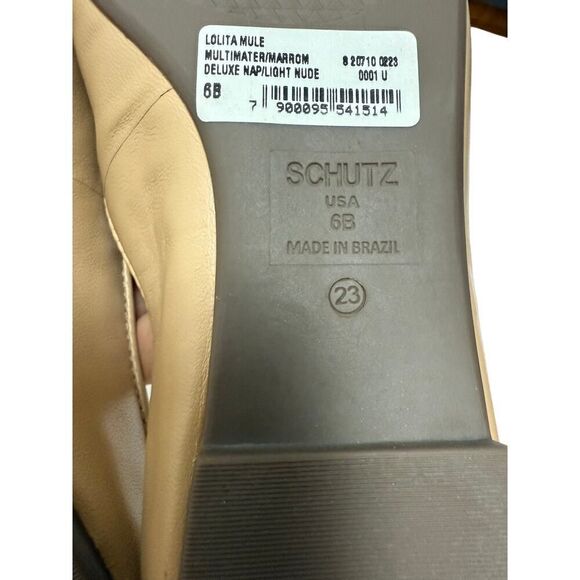 LOLITA MULE
MULTIMATER/MARROM 8 20710 0223
DELUXE NAP/LIGHT NUDE 0001 U
6B
7 900095 541514
SCHUTZ
USA
6B
MADE IN BRAZIL
23